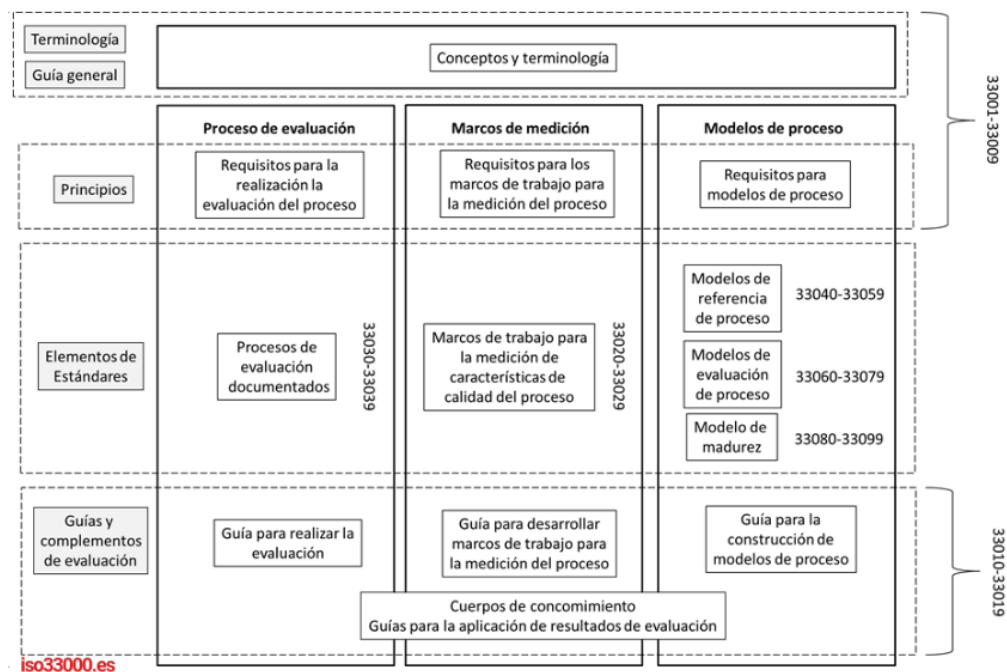 Terminología
Guía general
Conceptos y terminología
33001-33009
Proceso de evaluación
Marcos de medición
Modelos de proceso
Principios
Requisitos para la
realización la
evaluación del proceso
Requisitos para los
marcos de trabajo para
la medición del proceso
Requisitos para
modelos de proceso
Elementos de
Estándares
Procesos de
evaluación
documentados
33030-33039
Marcos de trabajo para
la medición de
características de
calidad del proceso
33020-33029
Modelos de
referencia
de proceso
33040-33059
Modelos de
evaluación
de proceso
33060-33079
Modelo de
madurez
33080-33099
Guías y
complementos
de evaluación
Guía para realizar la
evaluación
Guía para desarrollar
marcos de trabajo para
la medición del proceso
Guía para la
construcción de
modelos de proceso
33010-33019
Cuerpos de concomimiento
Guías para la aplicación de resultados de evaluación
iso33000.es